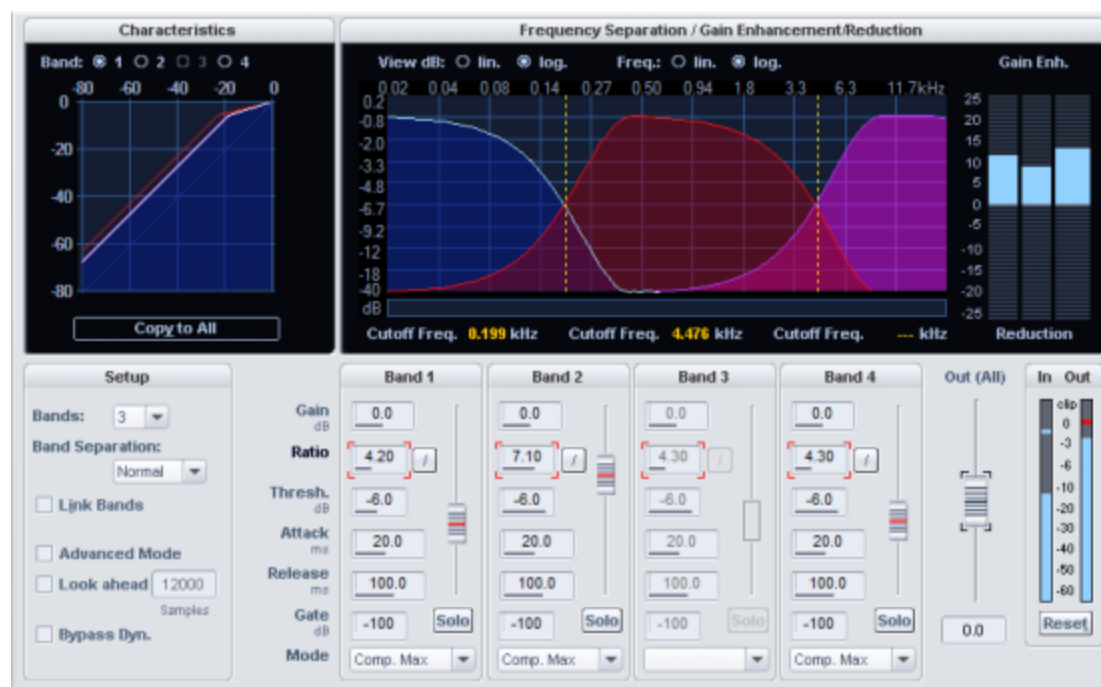 Characteristics
Band: 1 2 3 4
-80 -60 -40 -20 0
0
-20
-40
-60
-80
Copy to All
Frequency Separation / Gain Enhancement/Reduction
View dB: lin. log. Freq.: lin. log. Gain Enh.
0.02 0.04 0.08 0.14 0.27 0.50 0.94 1.8 3.3 6.3 11.7kHz
0.2
-0.8
-2.0
-3.3
-4.8
-6.7
-9.2
-12
-18
-40
dB
25
20
15
10
5
0
-5
-10
-15
-20
-25
Cutoff Freq. 0.199 kHz Cutoff Freq. 4.476 kHz Cutoff Freq. --- kHz Reduction
Setup
Bands: 3
Band Separation:
Normal
Link Bands
Advanced Mode
Look ahead 12000
Samples
Bypass Dyn.
Band 1 Band 2 Band 3 Band 4
Gain 0.0 0.0 0.0 0.0
dB
Ratio 4.20 / 7.10 / 4.30 / 4.30 /
Thresh. -6.0 -6.0 -6.0 -6.0
dB
Attack 20.0 20.0 20.0 20.0
ms
Release 100.0 100.0 100.0 100.0
ms
Gate -100 Solo -100 Solo -100 Solo -100 Solo
dB
Mode Comp. Max Comp. Max Comp. Max
Out (All)
0.0
In Out
clip
0
-3
-6
-10
-20
-30
-40
-50
-60
Reset